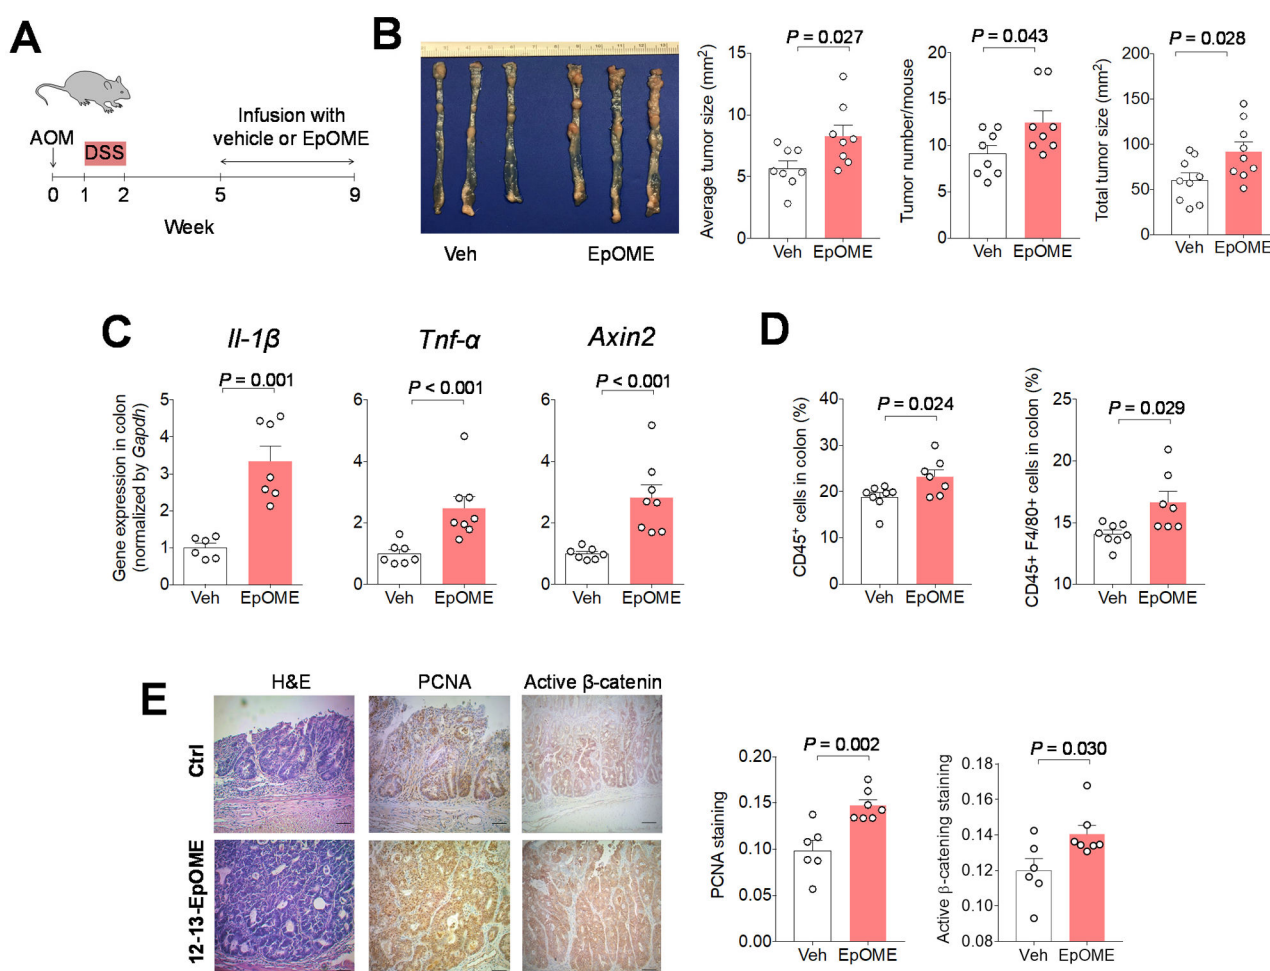 A
AOM
DSS
Infusion with
vehicle or EpOME
0
1
2
5
9
Week
B
Veh
EpOME
P = 0.027
Average tumor size (mm²)
15
10
5
0
Veh
EpOME
P = 0.043
Tumor number/mouse
20
15
10
5
0
Veh
EpOME
P = 0.028
Total tumor size (mm²)
200
150
100
50
0
Veh
EpOME
C
Gene expression in colon
(normalized by Gapdh)
Il-1β
P = 0.001
5
4
3
2
1
0
Veh
EpOME
Tnf-α
P < 0.001
6
4
2
0
Veh
EpOME
Axin2
P < 0.001
6
4
2
0
Veh
EpOME
D
P = 0.024
CD45⁺ cells in colon (%)
40
30
20
10
0
Veh
EpOME
P = 0.029
CD45+ F4/80+ cells in colon (%)
25
20
15
10
Veh
EpOME
E
H&E
PCNA
Active β-catenin
Ctrl
12-13-EpOME
P = 0.002
PCNA staining
0.20
0.15
0.10
0.05
0.00
Veh
EpOME
P = 0.030
Active β-catening staining
0.18
0.16
0.14
0.12
0.10
0.08
Veh
EpOME